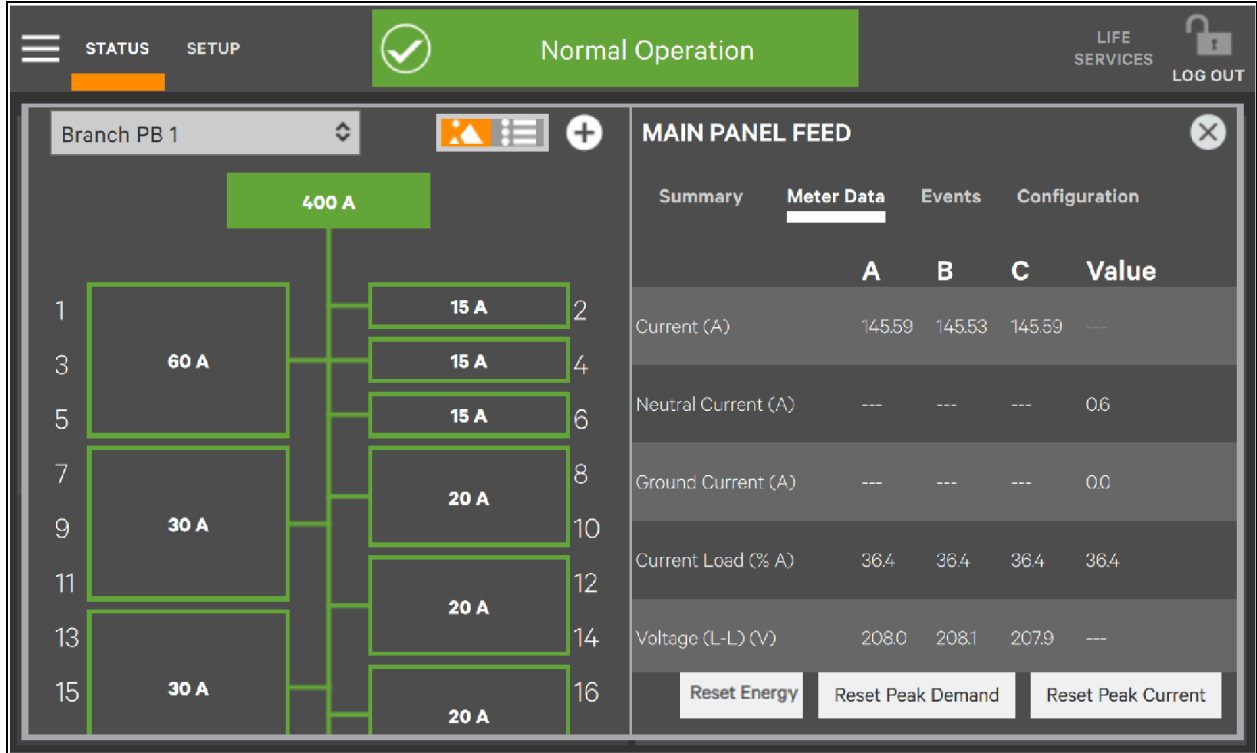 STATUS SETUP Normal Operation LIFE SERVICES LOG OUT
Branch PB 1
400 A
1 60 A 15 A 2
3 15 A 4
5 15 A 6
7 30 A 20 A 8
9 10
11 20 A 12
13 30 A 14
15 20 A 16
MAIN PANEL FEED
Summary Meter Data Events Configuration
A B C Value
Current (A) 145.59 145.53 145.59 ---
Neutral Current (A) --- --- --- 0.6
Ground Current (A) --- --- --- 0.0
Current Load (% A) 36.4 36.4 36.4 36.4
Voltage (L-L) (V) 208.0 208.1 207.9 ---
Reset Energy Reset Peak Demand Reset Peak Current